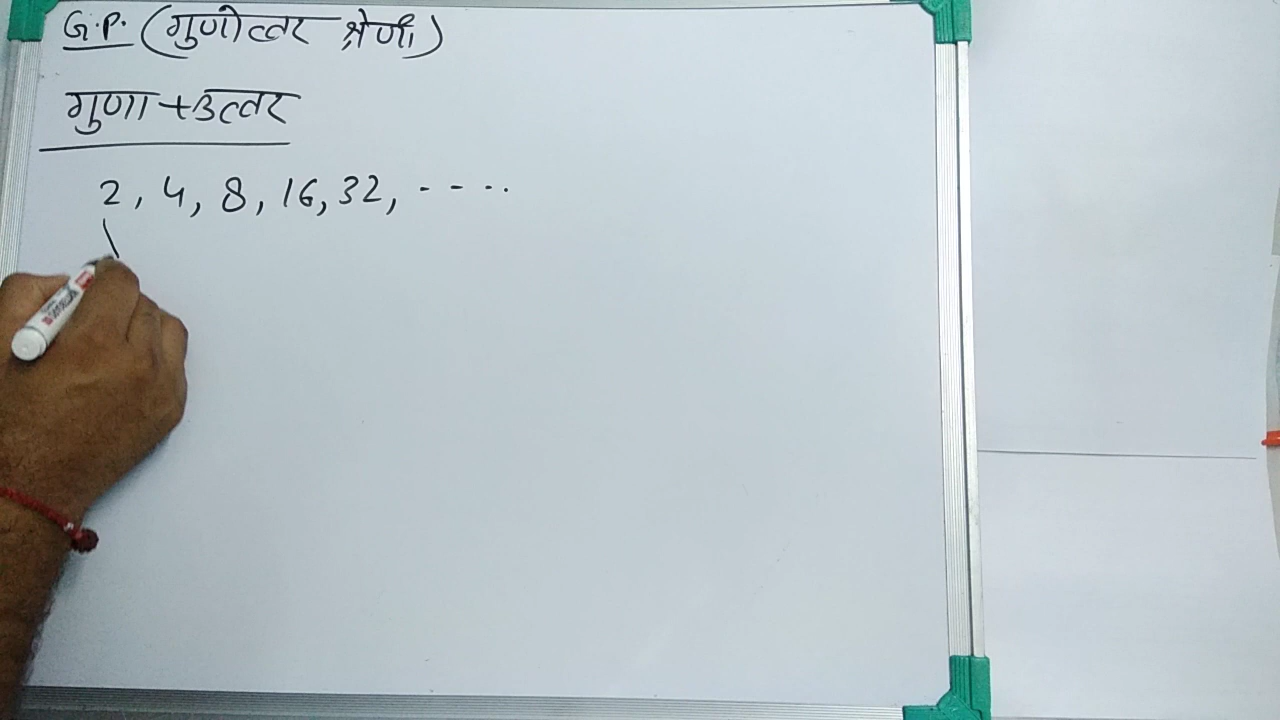 G.P. (गुणोत्तर श्रेणी)
गुणा+उत्तर
2, 4, 8, 16, 32, - - - ..